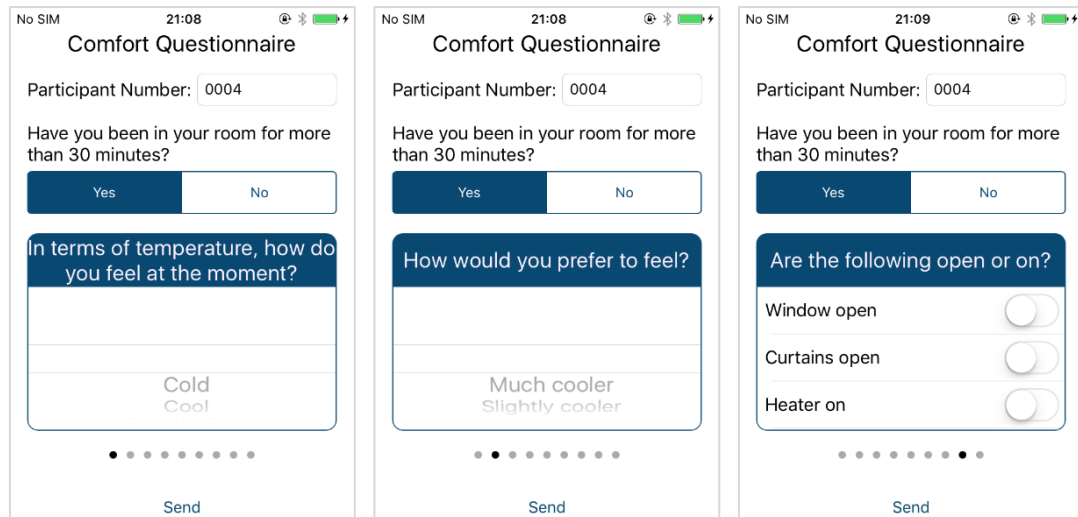 No SIM 21:08
Comfort Questionnaire
Participant Number: 0004
Have you been in your room for more
than 30 minutes?
Yes No
In terms of temperature, how do
you feel at the moment?
Cold
Cool
Send
No SIM 21:08
Comfort Questionnaire
Participant Number: 0004
Have you been in your room for more
than 30 minutes?
Yes No
How would you prefer to feel?
Much cooler
Slightly cooler
Send
No SIM 21:09
Comfort Questionnaire
Participant Number: 0004
Have you been in your room for more
than 30 minutes?
Yes No
Are the following open or on?
Window open
Curtains open
Heater on
Send